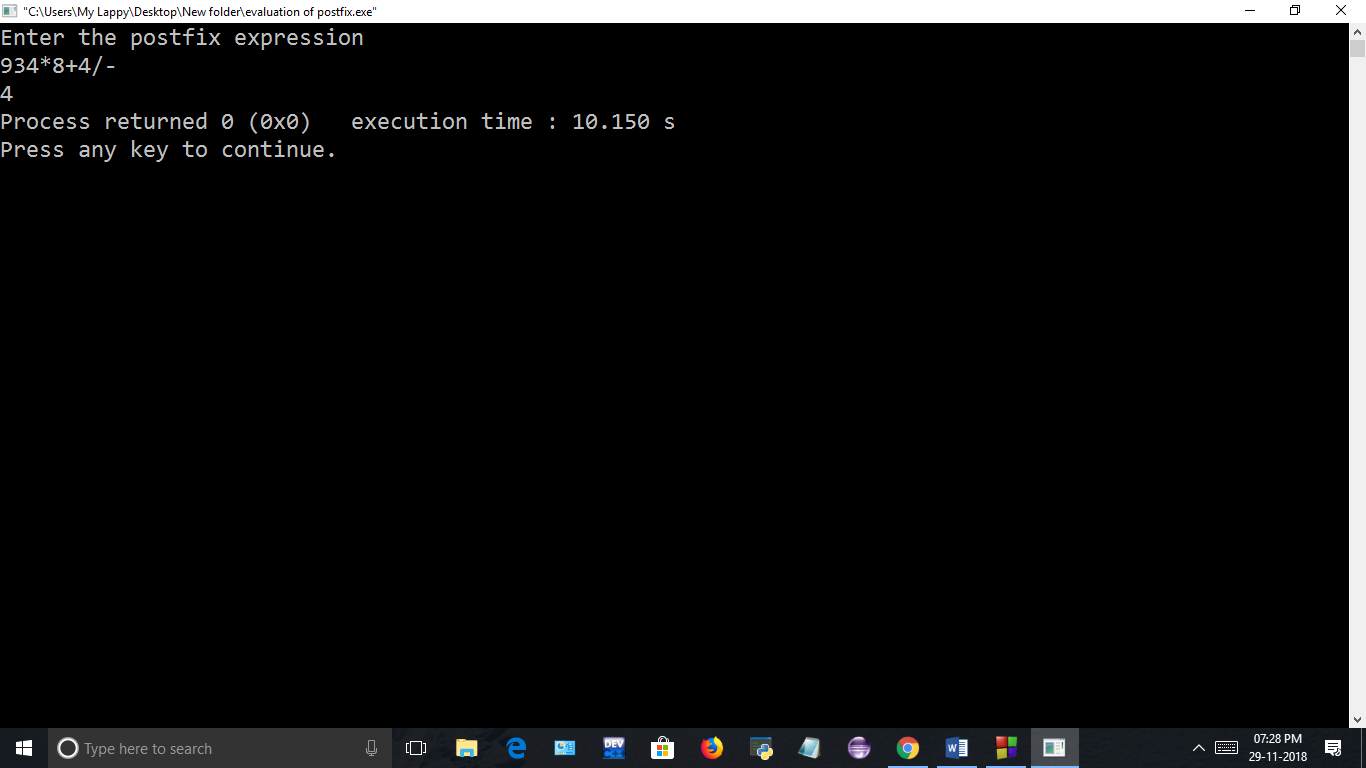 "C:\Users\My Lappy\Desktop\New folder\evaluation of postfix.exe"
Enter the postfix expression
934*8+4/-
4
Process returned 0 (0x0)   execution time : 10.150 s
Press any key to continue.
Type here to search
DEV
07:28 PM
29-11-2018